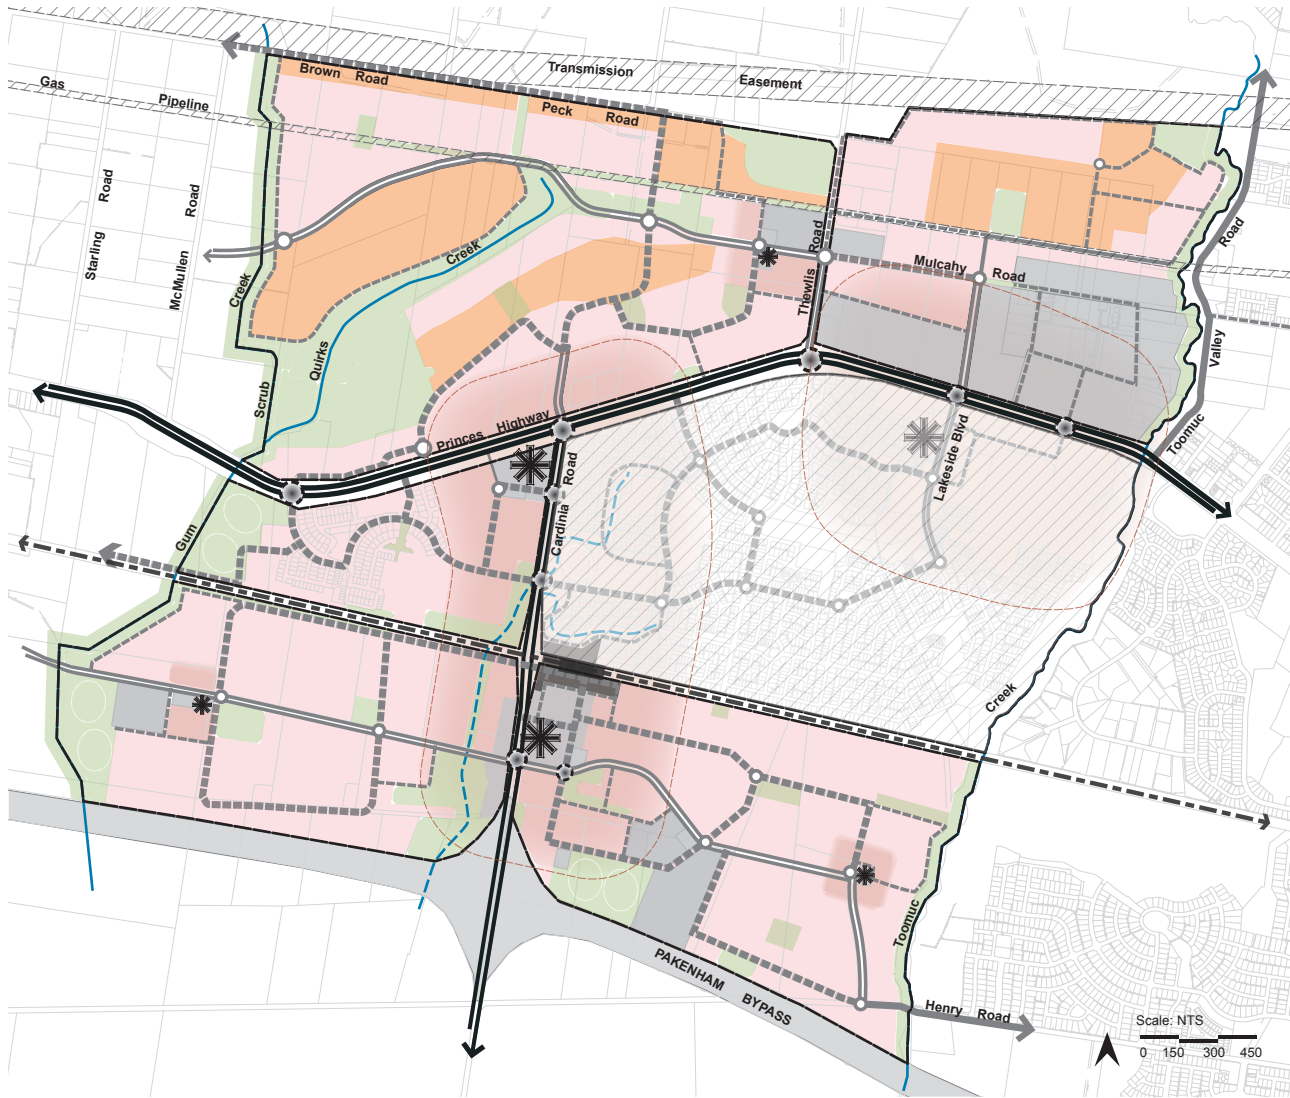 Brown Road
Transmission Easement
Gas Pipeline
Peck Road
Starling Road
McMullen Road
Creek
Creek
Quirks
Scrub
Gum
Thewlis Road
Mulcahy Road
Road
Valley
Toomuc
Princes Highway
Cardinia Road
Lakeside Blvd
Creek
Toomuc
PAKENHAM BYPASS
Henry Road
Scale: NTS
0 150 300 450